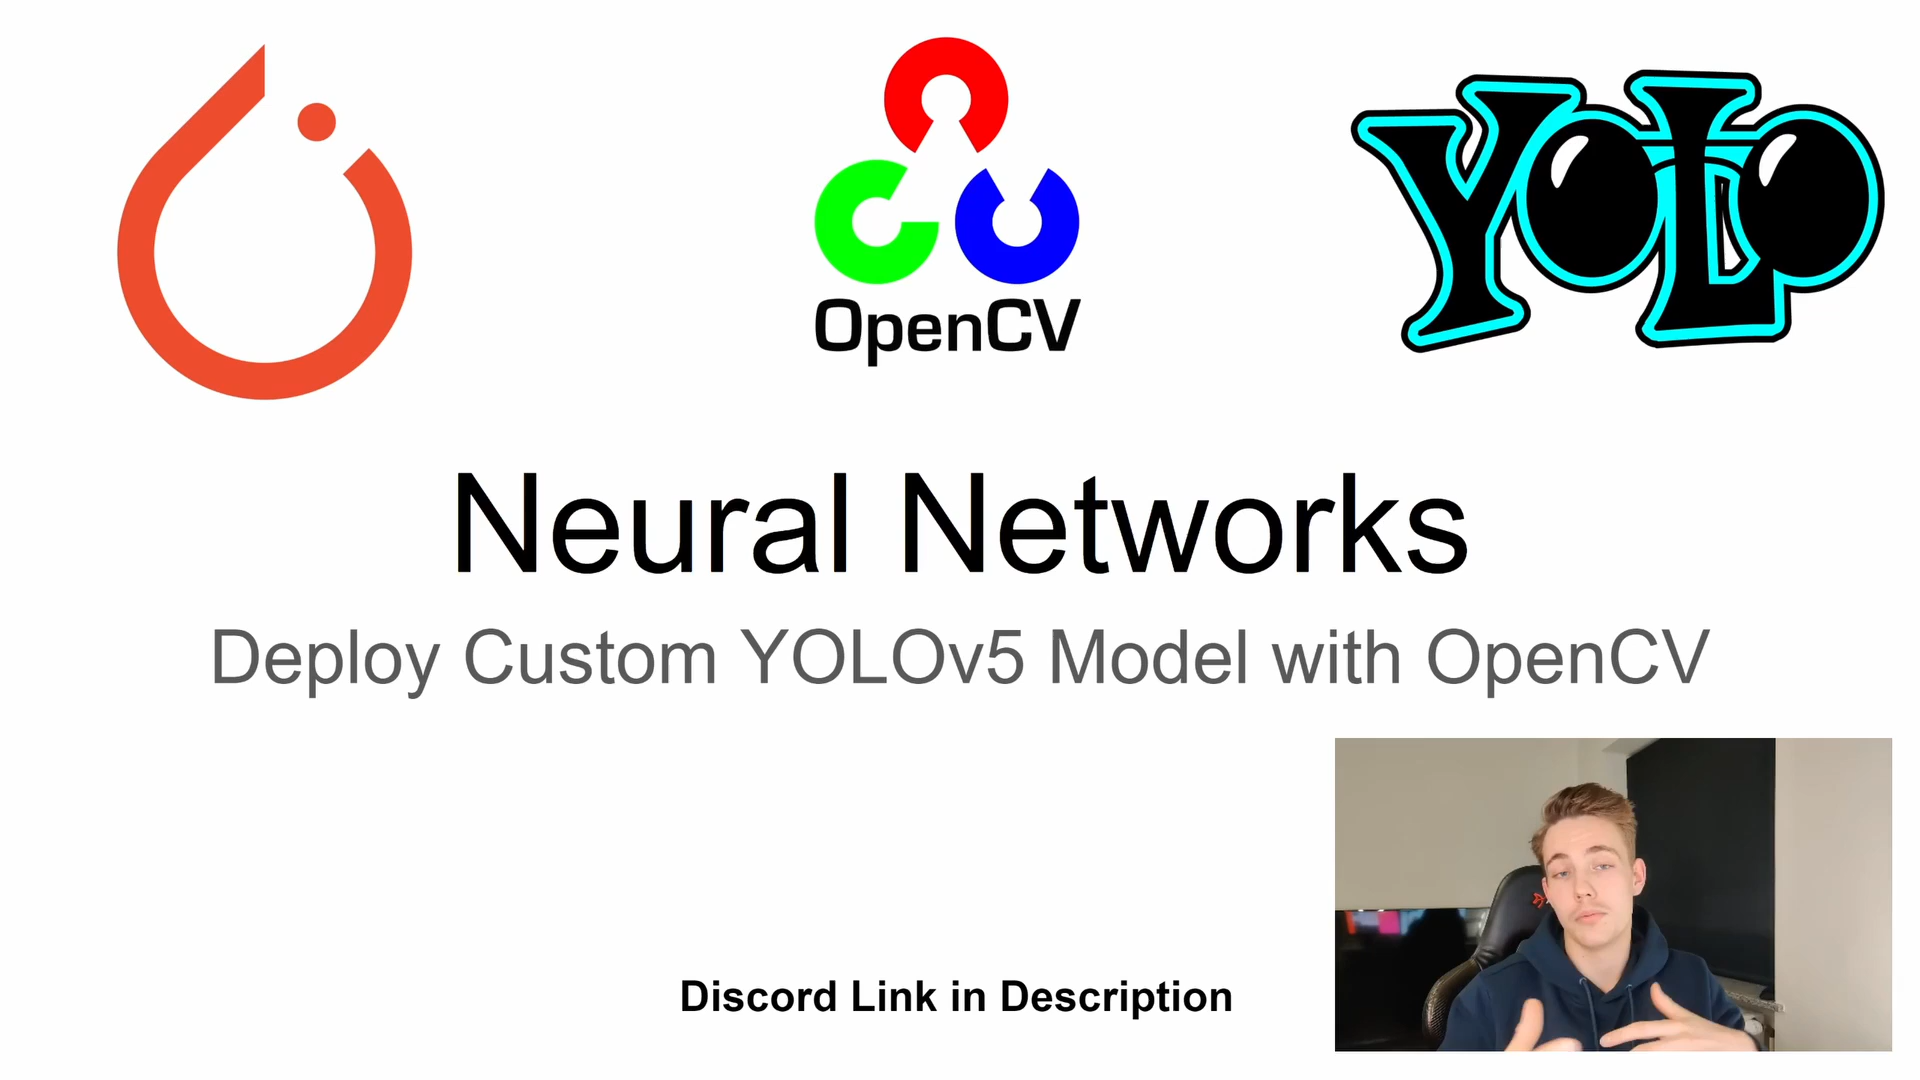 OpenCV
YOLO
Neural Networks
Deploy Custom YOLOv5 Model with OpenCV
Discord Link in Description